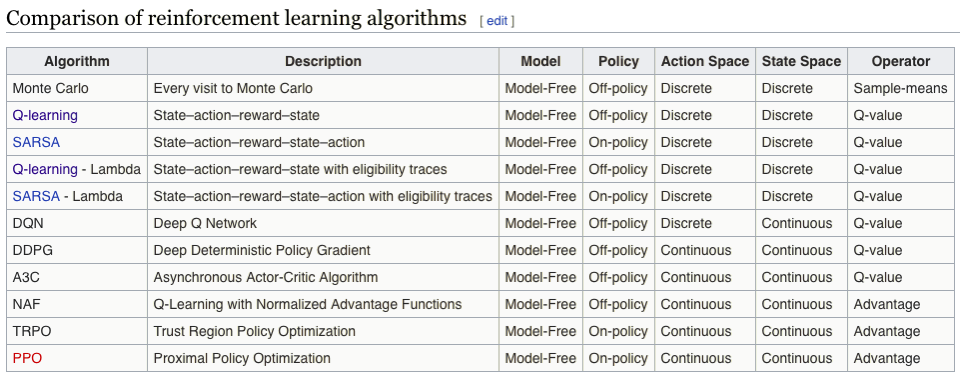 Comparison of reinforcement learning algorithms [ edit ]
Algorithm Description Model Policy Action Space State Space Operator
Monte Carlo Every visit to Monte Carlo Model-Free Off-policy Discrete Discrete Sample-means
Q-learning State–action–reward–state Model-Free Off-policy Discrete Discrete Q-value
SARSA State–action–reward–state–action Model-Free On-policy Discrete Discrete Q-value
Q-learning - Lambda State–action–reward–state with eligibility traces Model-Free Off-policy Discrete Discrete Q-value
SARSA - Lambda State–action–reward–state–action with eligibility traces Model-Free On-policy Discrete Discrete Q-value
DQN Deep Q Network Model-Free Off-policy Discrete Continuous Q-value
DDPG Deep Deterministic Policy Gradient Model-Free Off-policy Continuous Continuous Q-value
A3C Asynchronous Actor-Critic Algorithm Model-Free Off-policy Continuous Continuous Q-value
NAF Q-Learning with Normalized Advantage Functions Model-Free Off-policy Continuous Continuous Advantage
TRPO Trust Region Policy Optimization Model-Free On-policy Continuous Continuous Advantage
PPO Proximal Policy Optimization Model-Free On-policy Continuous Continuous Advantage